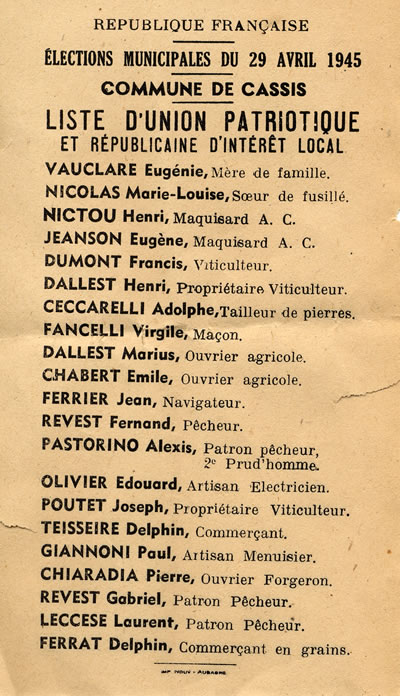 REPUBLIQUE FRANÇAISE
ÉLECTIONS MUNICIPALES DU 29 AVRIL 1945
COMMUNE DE CASSIS
LISTE D'UNION PATRIOTIQUE
ET RÉPUBLICAINE D'INTÉRÊT LOCAL
VAUCLARE Eugénie, Mère de famille.
NICOLAS Marie-Louise, Sœur de fusillé.
NICTOU Henri, Maquisard A. C.
JEANSON Eugène, Maquisard A. C.
DUMONT Francis, Viticulteur.
DALLEST Henri, Propriétaire Viticulteur.
CECCARELLI Adolphe, Tailleur de pierres.
FANCELLI Virgile, Maçon.
DALLEST Marius, Ouvrier agricole.
CHABERT Emile, Ouvrier agricole.
FERRIER Jean, Navigateur.
REVEST Fernand, Pêcheur.
PASTORINO Alexis, Patron pêcheur,
2e Prud'homme.
OLIVIER Edouard, Artisan Electricien.
POUTET Joseph, Propriétaire Viticulteur.
TEISSEIRE Delphin, Commerçant.
GIANNONI Paul, Artisan Menuisier.
CHIARADIA Pierre, Ouvrier Forgeron.
REVEST Gabriel, Patron Pêcheur.
LECCESE Laurent, Patron Pêcheur.
FERRAT Delphin, Commerçant en grains.
IMP NOUV - AUBAGNE